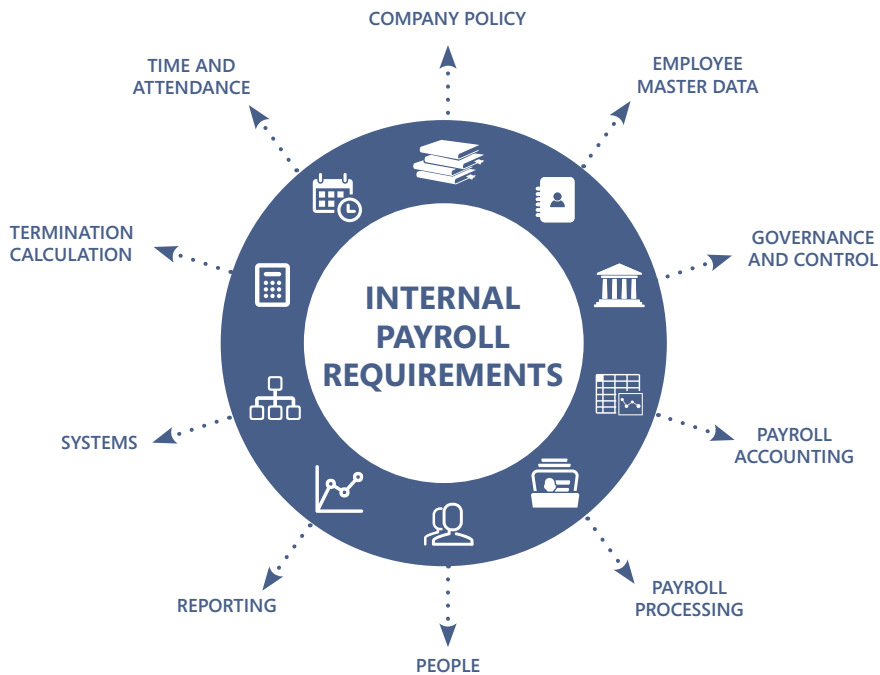 COMPANY POLICY
TIME AND
ATTENDANCE
EMPLOYEE
MASTER DATA
TERMINATION
CALCULATION
GOVERNANCE
AND CONTROL
INTERNAL
PAYROLL
REQUIREMENTS
SYSTEMS
PAYROLL
ACCOUNTING
REPORTING
PAYROLL
PROCESSING
PEOPLE